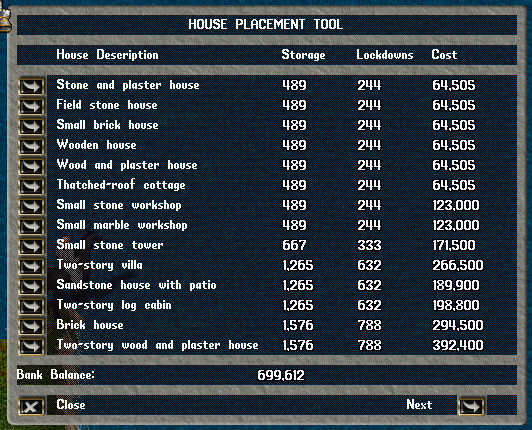 HOUSE PLACEMENT TOOL
House Description Storage Lockdowns Cost
Stone and plaster house 489 244 64,505
Field stone house 489 244 64,505
Small brick house 489 244 64,505
Wooden house 489 244 64,505
Wood and plaster house 489 244 64,505
Thatched-roof cottage 489 244 64,505
Small stone workshop 489 244 123,000
Small marble workshop 489 244 123,000
Small stone tower 667 333 171,500
Two-story villa 1,265 632 266,500
Sandstone house with patio 1,265 632 189,900
Two-story log cabin 1,265 632 198,800
Brick house 1,576 788 294,500
Two-story wood and plaster house 1,576 788 392,400
Bank Balance: 699,612
Close Next